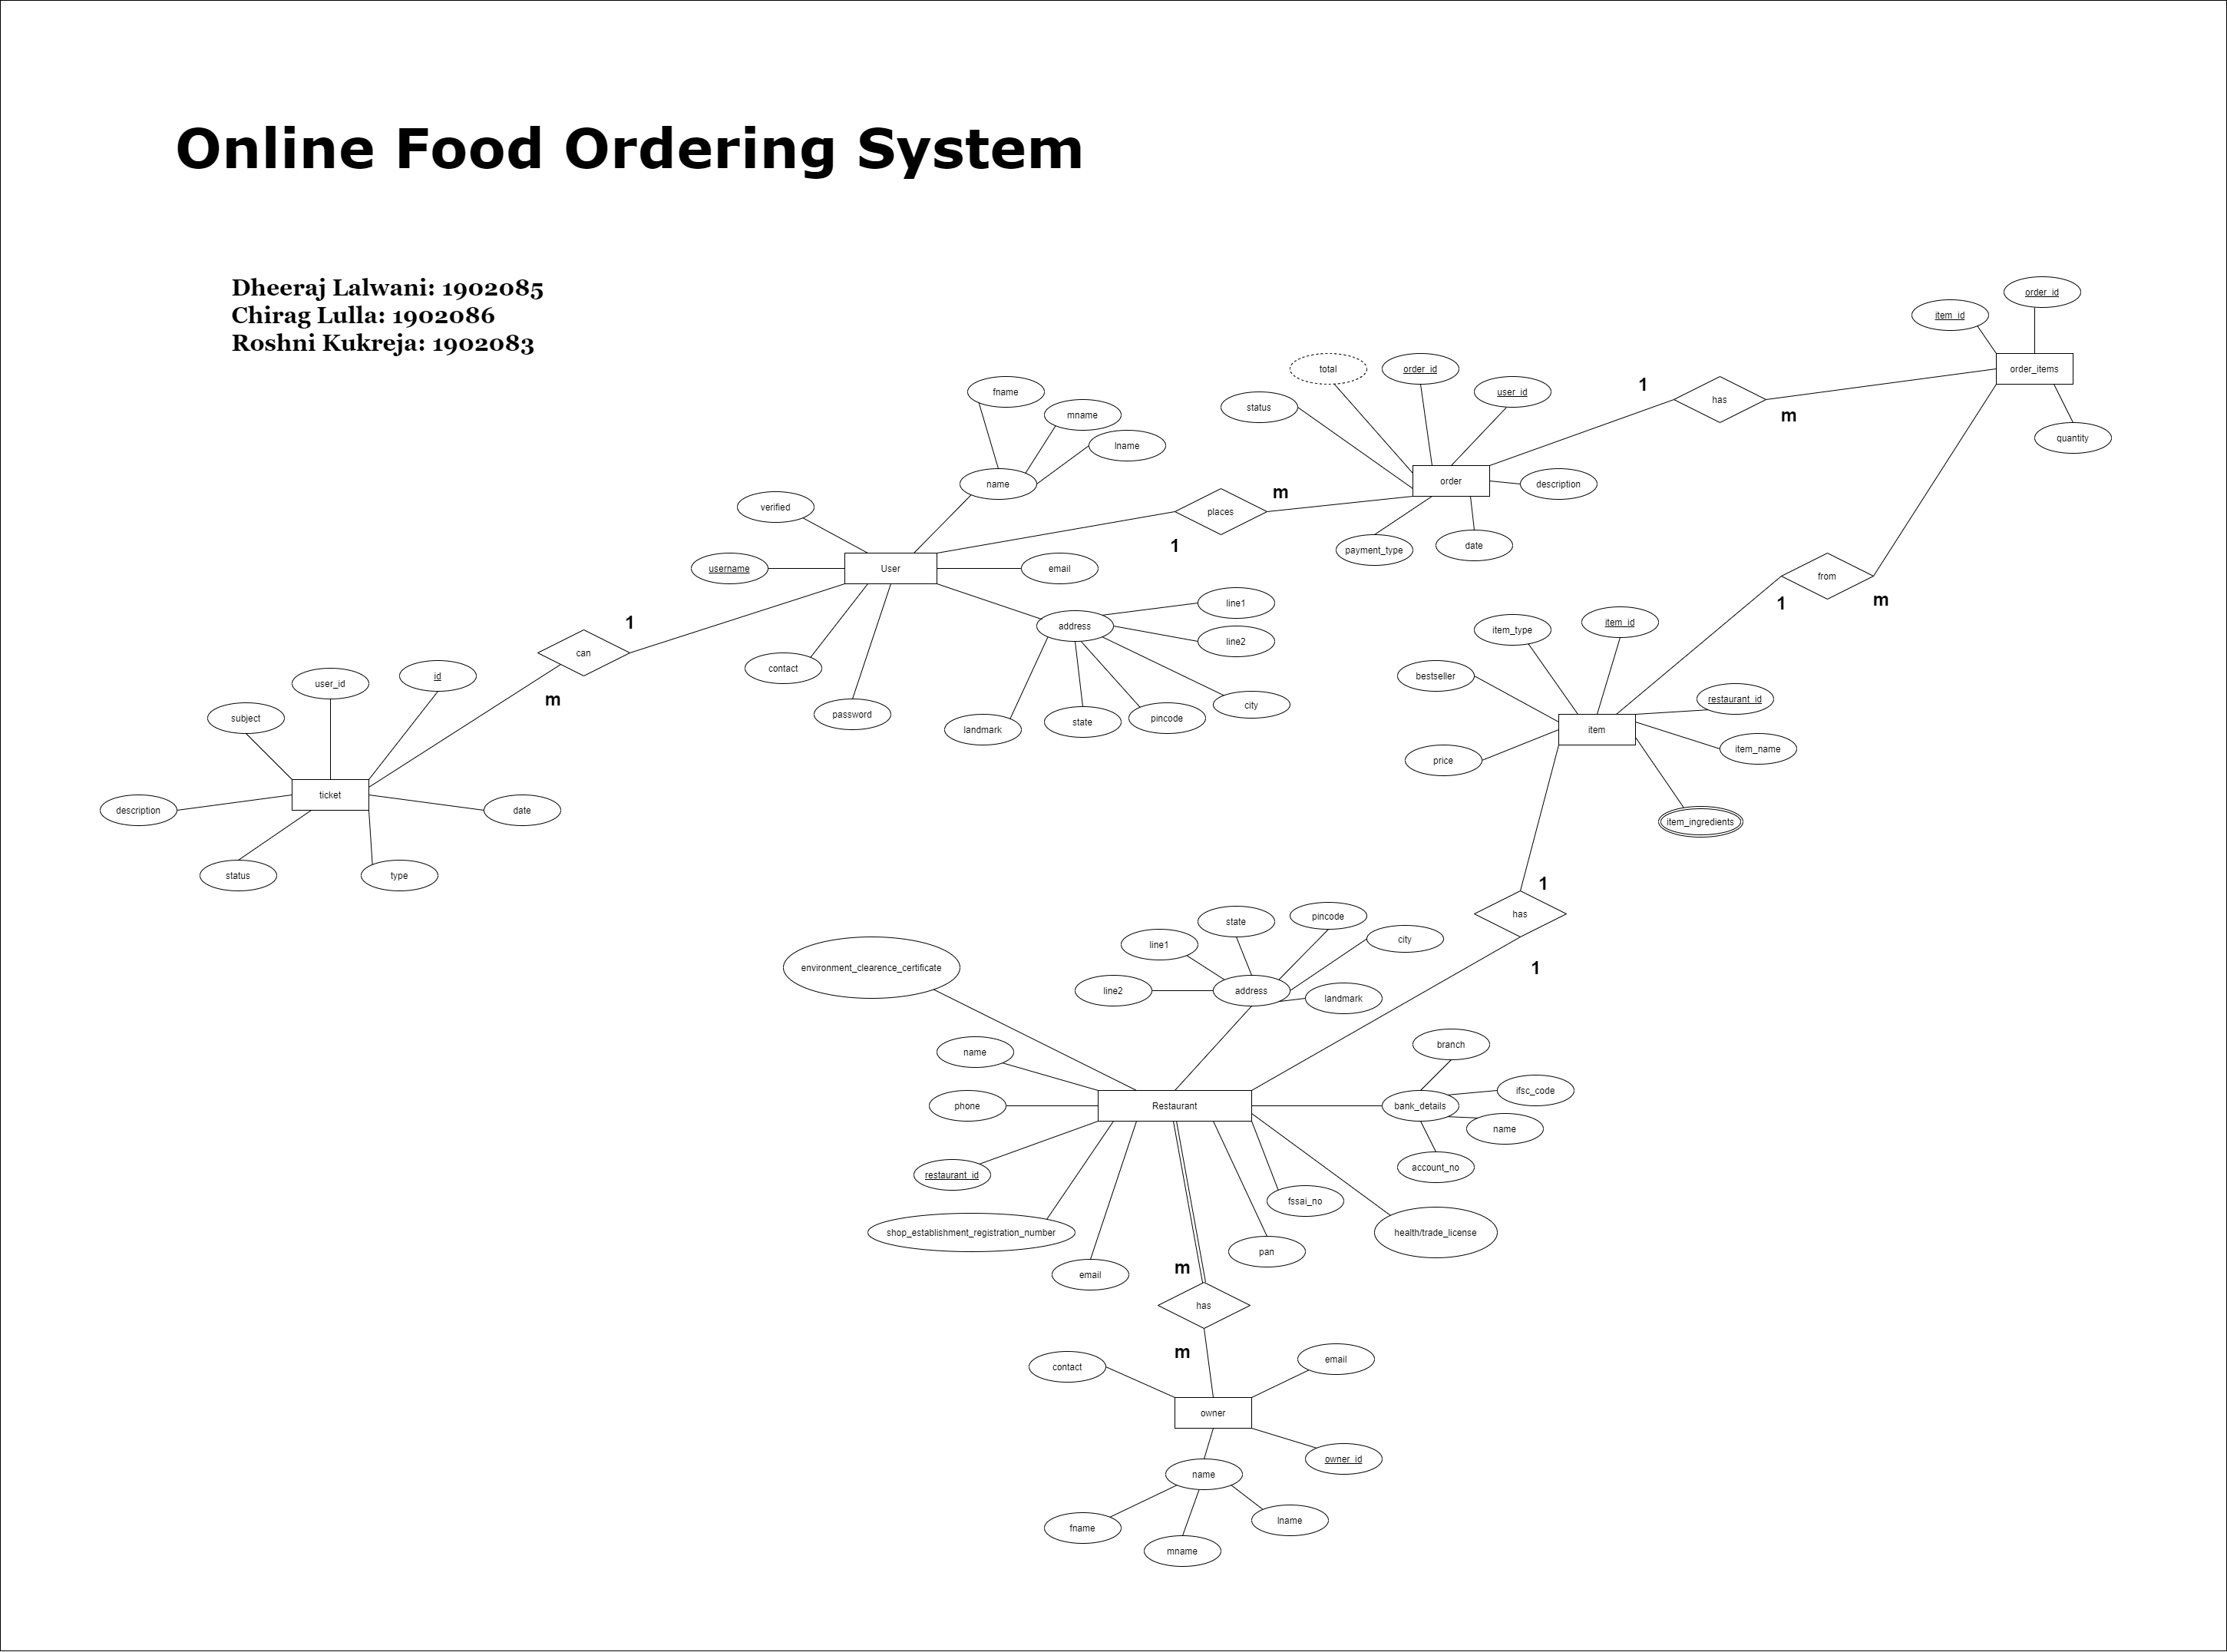 Online Food Ordering System
Dheeraj Lalwani: 1902085
Chirag Lulla: 1902086
Roshni Kukreja: 1902083
order_id
item_id
order_items
quantity
has
1
m
total
order_id
user_id
status
order
description
payment_type
date
fname
mname
lname
name
verified
places
m
1
username
User
email
address
line1
line2
city
pincode
state
landmark
contact
password
from
1
m
can
1
m
id
user_id
subject
ticket
description
date
status
type
item_type
item_id
bestseller
restaurant_id
item
item_name
price
item_ingredients
1
has
1
environment_clearence_certificate
state
pincode
line1
city
line2
address
landmark
name
branch
phone
Restaurant
bank_details
ifsc_code
name
account_no
restaurant_id
fssai_no
shop_establishment_registration_number
health/trade_license
pan
email
m
has
m
contact
email
owner
owner_id
name
fname
lname
mname